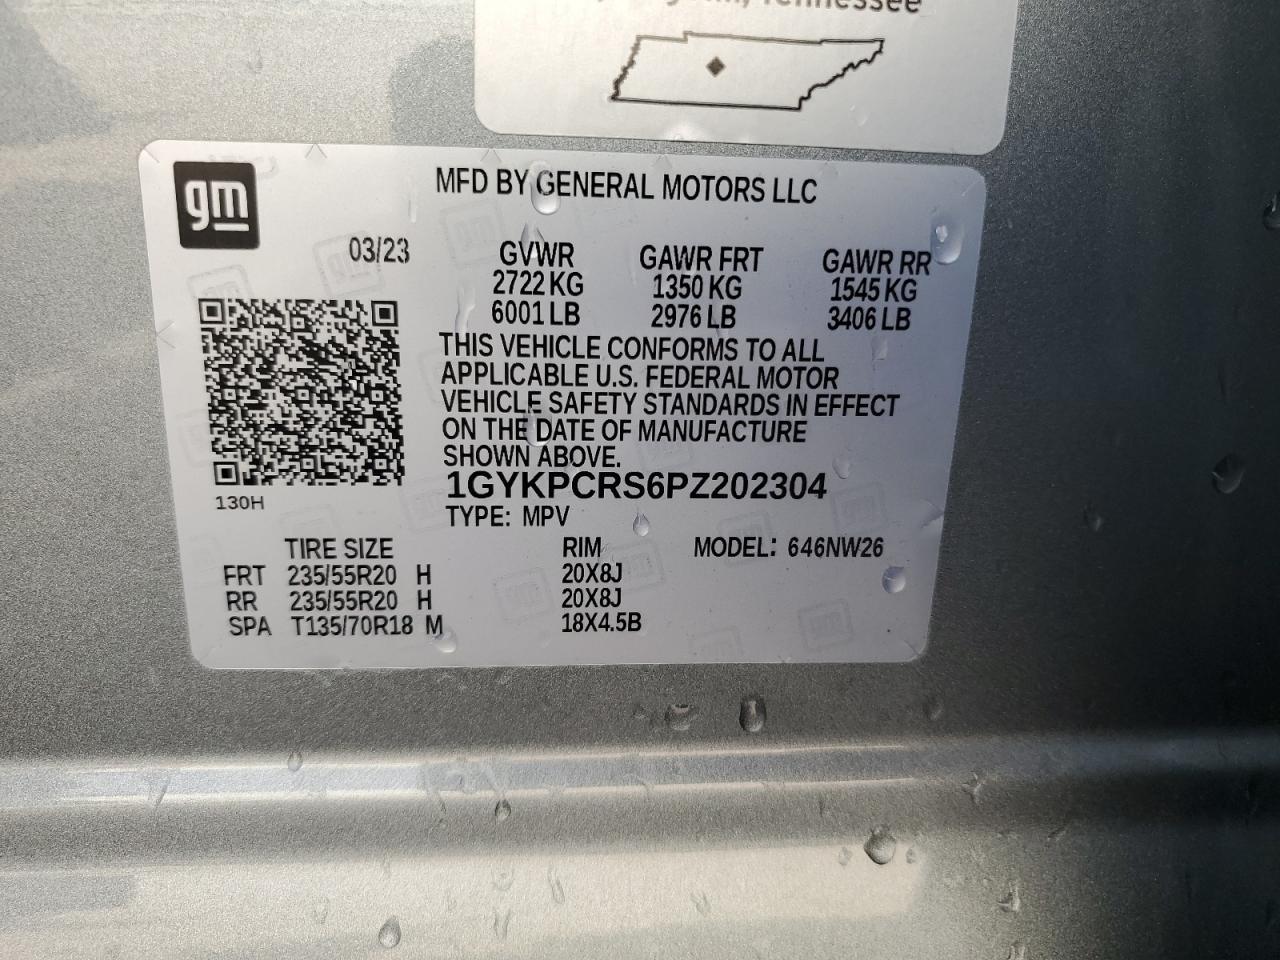 Tennessee
gm
MFD BY GENERAL MOTORS LLC
03/23
GVWR GAWR FRT GAWR RR
2722 KG 1350 KG 1545 KG
6001 LB 2976 LB 3406 LB
THIS VEHICLE CONFORMS TO ALL
APPLICABLE U.S. FEDERAL MOTOR
VEHICLE SAFETY STANDARDS IN EFFECT
ON THE DATE OF MANUFACTURE
SHOWN ABOVE.
1GYKPCRS6PZ202304
130H
TYPE: MPV
TIRE SIZE RIM MODEL: 646NW26
FRT 235/55R20 H 20X8J
RR 235/55R20 H 20X8J
SPA T135/70R18 M 18X4.5B